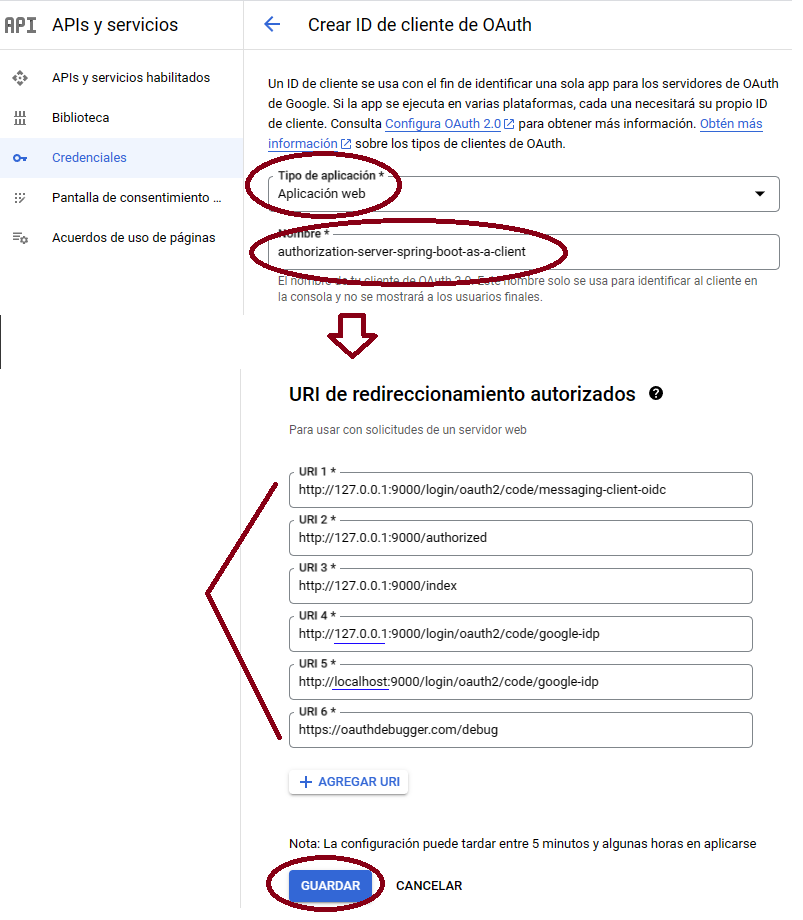 API APIs y servicios
Crear ID de cliente de OAuth
APIs y servicios habilitados
Biblioteca
Credenciales
Pantalla de consentimiento ...
Acuerdos de uso de páginas
Un ID de cliente se usa con el fin de identificar una sola app para los servidores de OAuth
de Google. Si la app se ejecuta en varias plataformas, cada una necesitará su propio ID
de cliente. Consulta Configura OAuth 2.0 para obtener más información. Obtén más
información sobre los tipos de clientes de OAuth.
Tipo de aplicación *
Aplicación web
Nombre *
authorization-server-spring-boot-as-a-client
El nombre de tu cliente de OAuth 2.0. Este nombre solo se usa para identificar al cliente en
la consola y no se mostrará a los usuarios finales.
URI de redireccionamiento autorizados
Para usar con solicitudes de un servidor web
URI 1 *
http://127.0.0.1:9000/login/oauth2/code/messaging-client-oidc
URI 2 *
http://127.0.0.1:9000/authorized
URI 3 *
http://127.0.0.1:9000/index
URI 4 *
http://127.0.0.1:9000/login/oauth2/code/google-idp
URI 5 *
http://localhost:9000/login/oauth2/code/google-idp
URI 6 *
https://oauthdebugger.com/debug
+ AGREGAR URI
Nota: La configuración puede tardar entre 5 minutos y algunas horas en aplicarse
GUARDAR CANCELAR